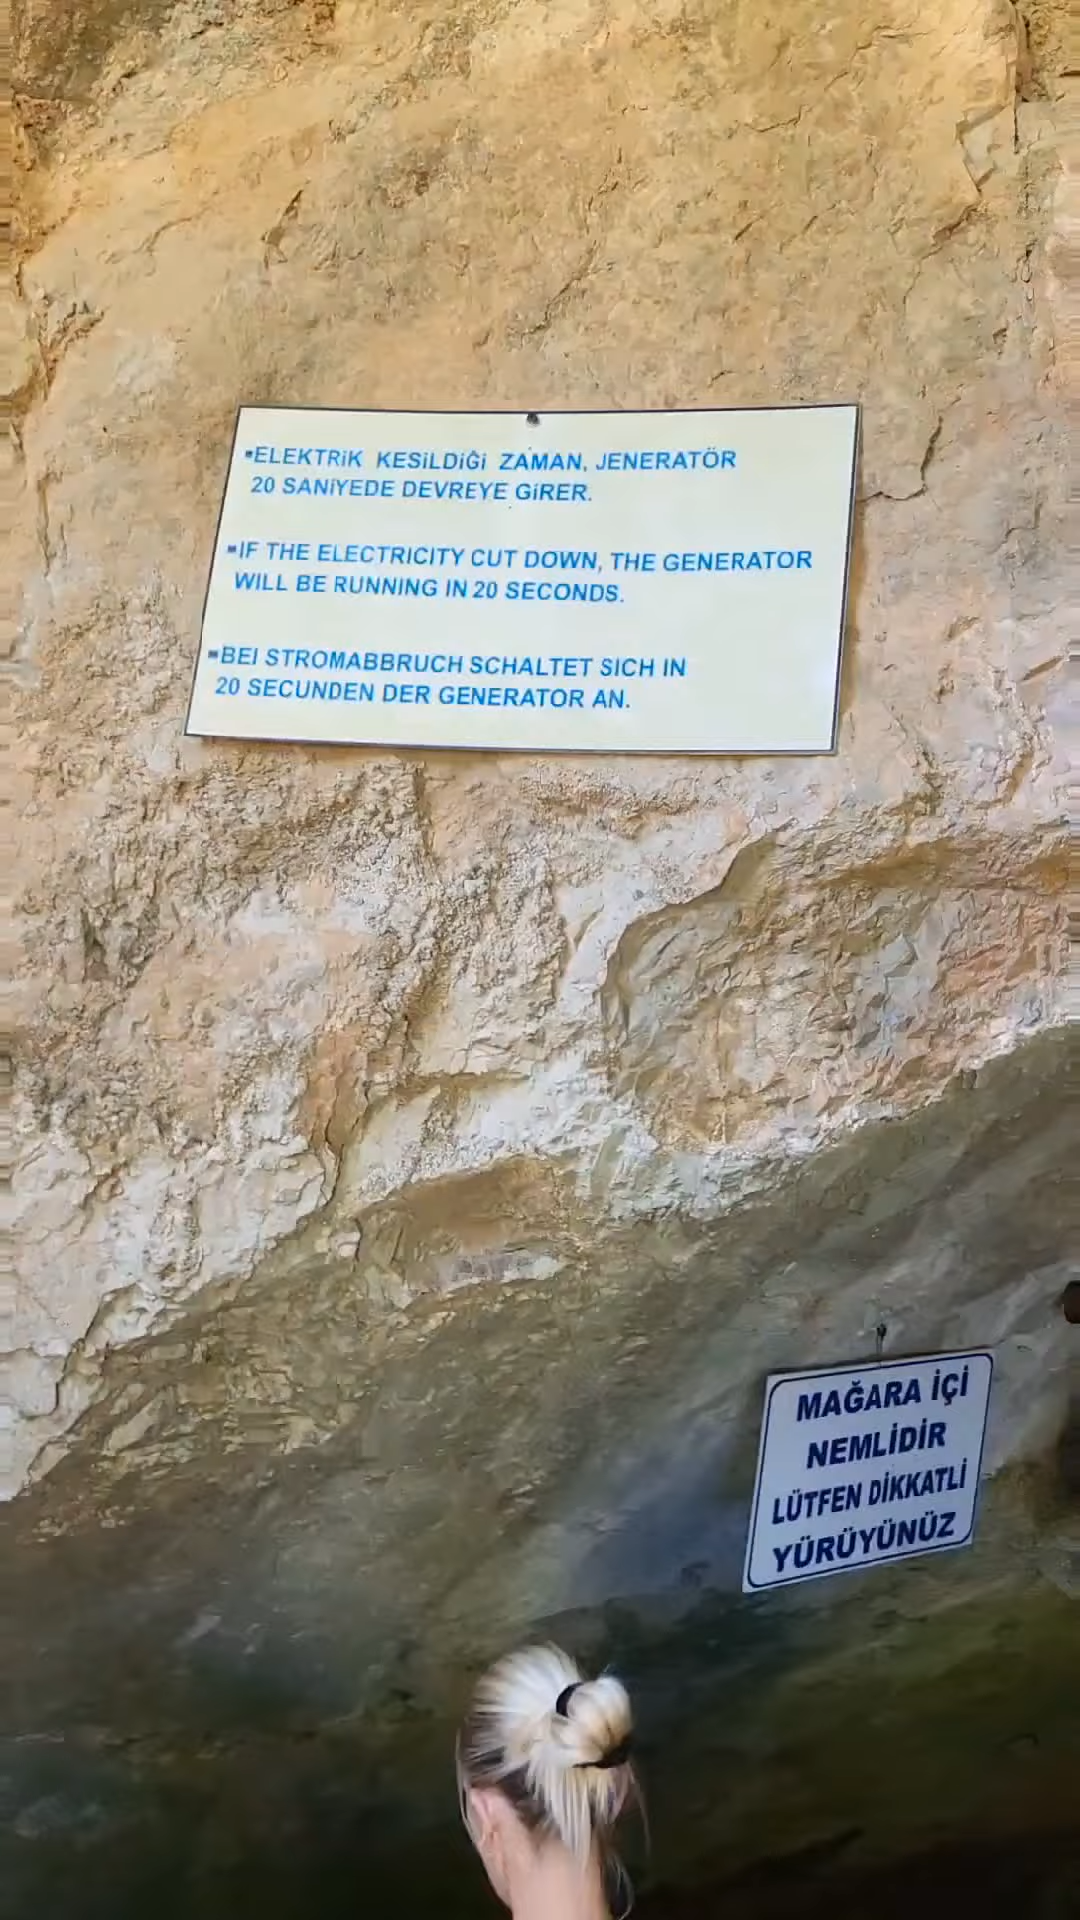 ▪ELEKTRiK KESiLDiĞi ZAMAN, JENERATÖR
20 SANiYEDE DEVREYE GiRER.
▪IF THE ELECTRICITY CUT DOWN, THE GENERATOR
WILL BE RUNNING IN 20 SECONDS.
▪BEI STROMABBRUCH SCHALTET SICH IN
20 SECUNDEN DER GENERATOR AN.
MAĞARA İÇİ
NEMLİDİR
LÜTFEN DİKKATLİ
YÜRÜYÜNÜZ